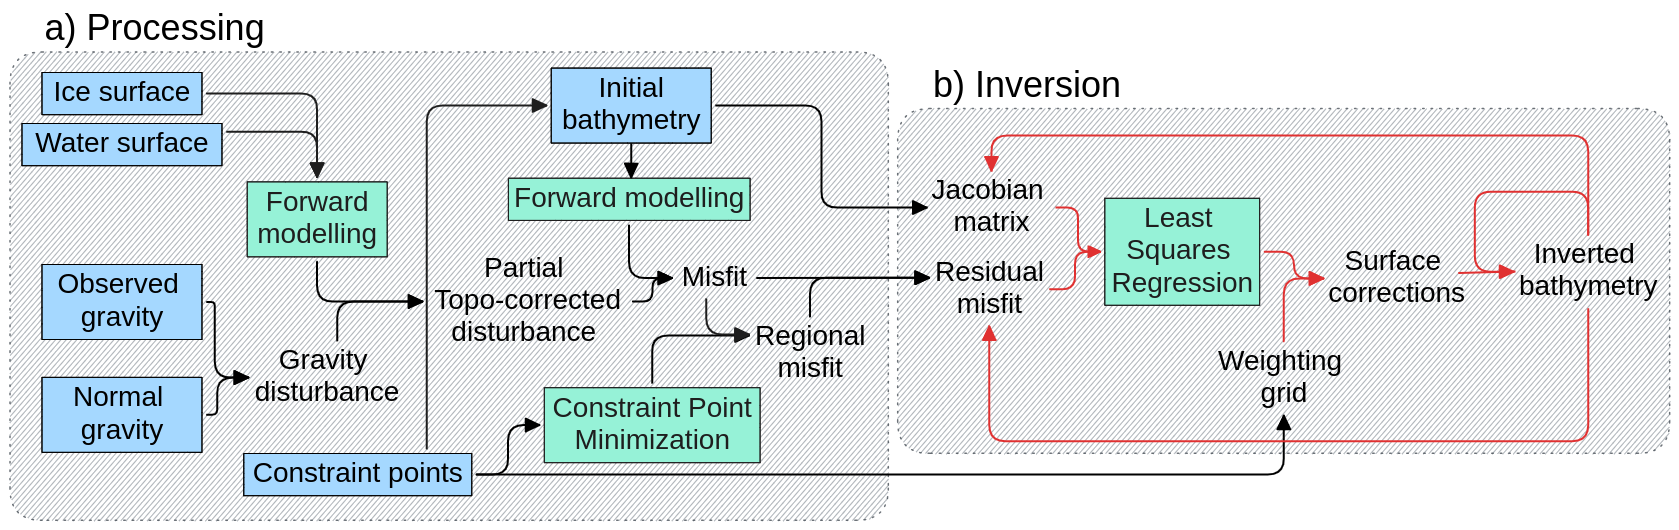 a) Processing
Ice surface
Water surface
Forward
modelling
Observed
gravity
Normal
gravity
Gravity
disturbance
Constraint points
Initial
bathymetry
Forward modelling
Partial
Topo-corrected
disturbance
Misfit
Regional
misfit
Constraint Point
Minimization
b) Inversion
Jacobian
matrix
Residual
misfit
Least
Squares
Regression
Surface
corrections
Weighting
grid
Inverted
bathymetry